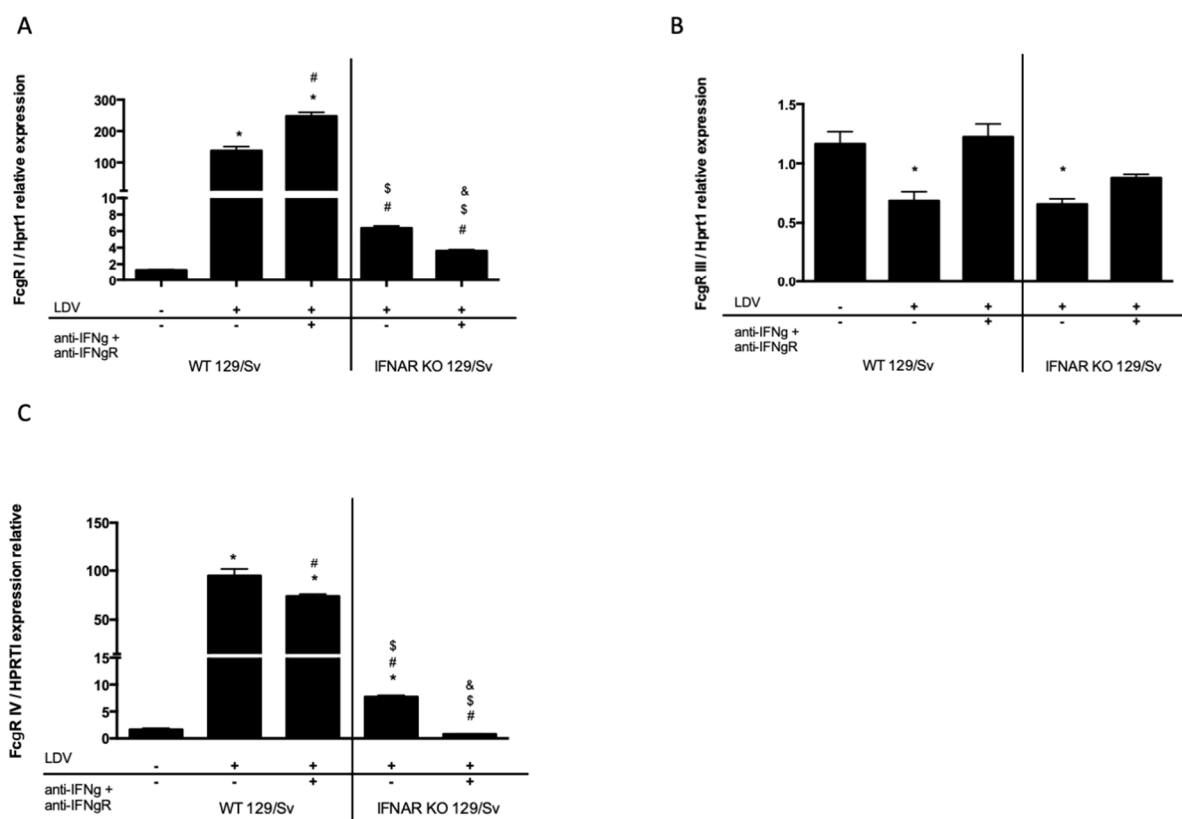 A
FcgR I / Hprt1 relative expression
300
200
100
10
8
6
4
2
0
*
#
*
$
#
&
$
#
LDV - + + + +
anti-IFNg + - - + - +
anti-IFNgR
WT 129/Sv IFNAR KO 129/Sv
B
FcgR III / Hprt1 relative expression
1.5
1.0
0.5
0.0
*
*
LDV - + + + +
anti-IFNg + - - + - +
anti-IFNgR
WT 129/Sv IFNAR KO 129/Sv
C
FcgR IV / HPRTI expression relative
150
100
50
15
10
5
0
*
#
*
$
#
*
&
$
#
LDV - + + + +
anti-IFNg + - - + - +
anti-IFNgR
WT 129/Sv IFNAR KO 129/Sv